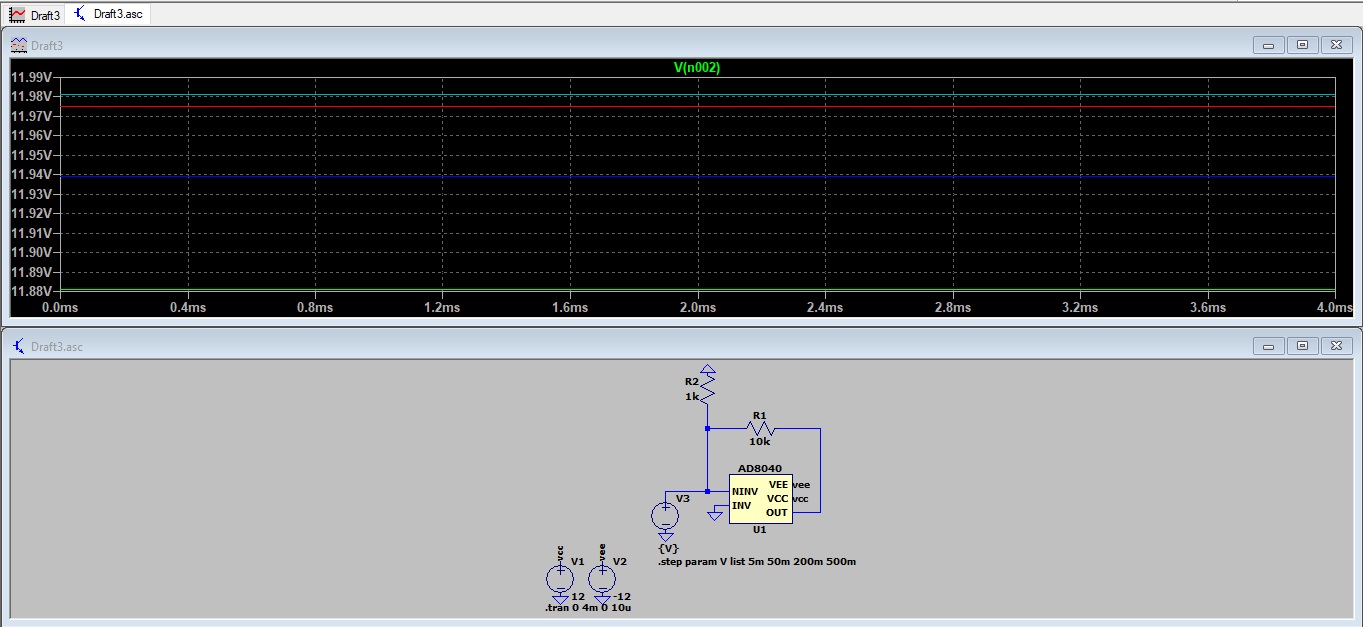 Draft3 Draft3.asc
Draft3
V(n002)
11.99V
11.98V
11.97V
11.96V
11.95V
11.94V
11.93V
11.92V
11.91V
11.90V
11.89V
11.88V
0.0ms 0.4ms 0.8ms 1.2ms 1.6ms 2.0ms 2.4ms 2.8ms 3.2ms 3.6ms 4.0ms
Draft3.asc
R2
1k
R1
10k
AD8040
NINV VEE vee
INV VCC vcc
OUT
U1
V3
{V}
.step param V list 5m 50m 200m 500m
vcc vee
V1 V2
12 -12
.tran 0 4m 0 10u